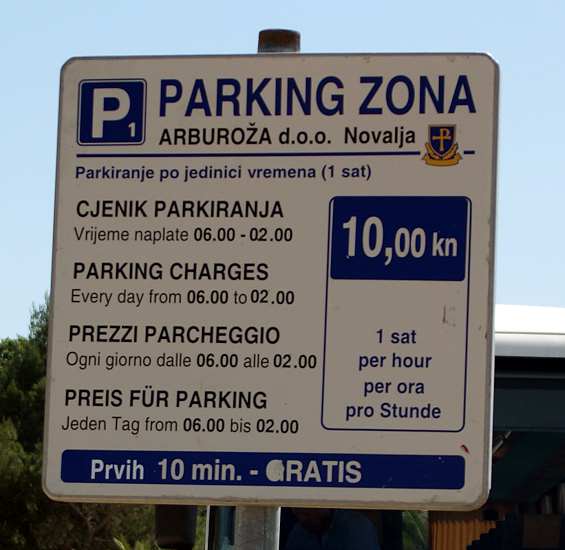 P 1
PARKING ZONA
ARBUROŽA d.o.o. Novalja
Parkiranje po jedinici vremena (1 sat)
CJENIK PARKIRANJA
Vrijeme naplate 06.00 - 02.00
PARKING CHARGES
Every day from 06.00 to 02.00
PREZZI PARCHEGGIO
Ogni giorno dalle 06.00 alle 02.00
PREIS FÜR PARKING
Jeden Tag from 06.00 bis 02.00
10,00 kn
1 sat
per hour
per ora
pro Stunde
Prvih 10 min. - GRATIS